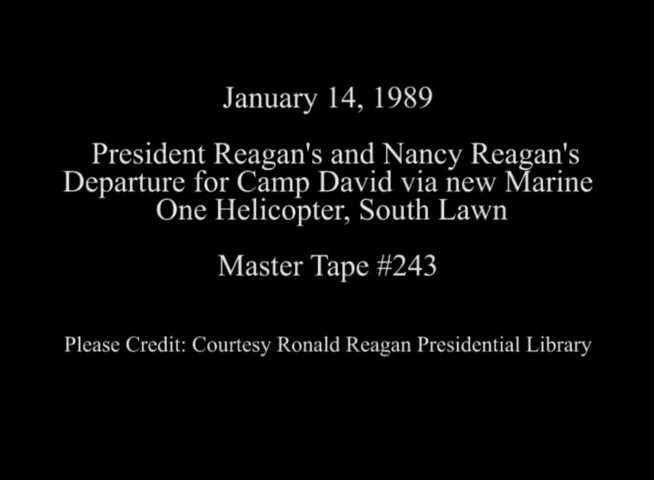 January 14, 1989
President Reagan's and Nancy Reagan's
Departure for Camp David via new Marine
One Helicopter, South Lawn
Master Tape #243
Please Credit: Courtesy Ronald Reagan Presidential Library